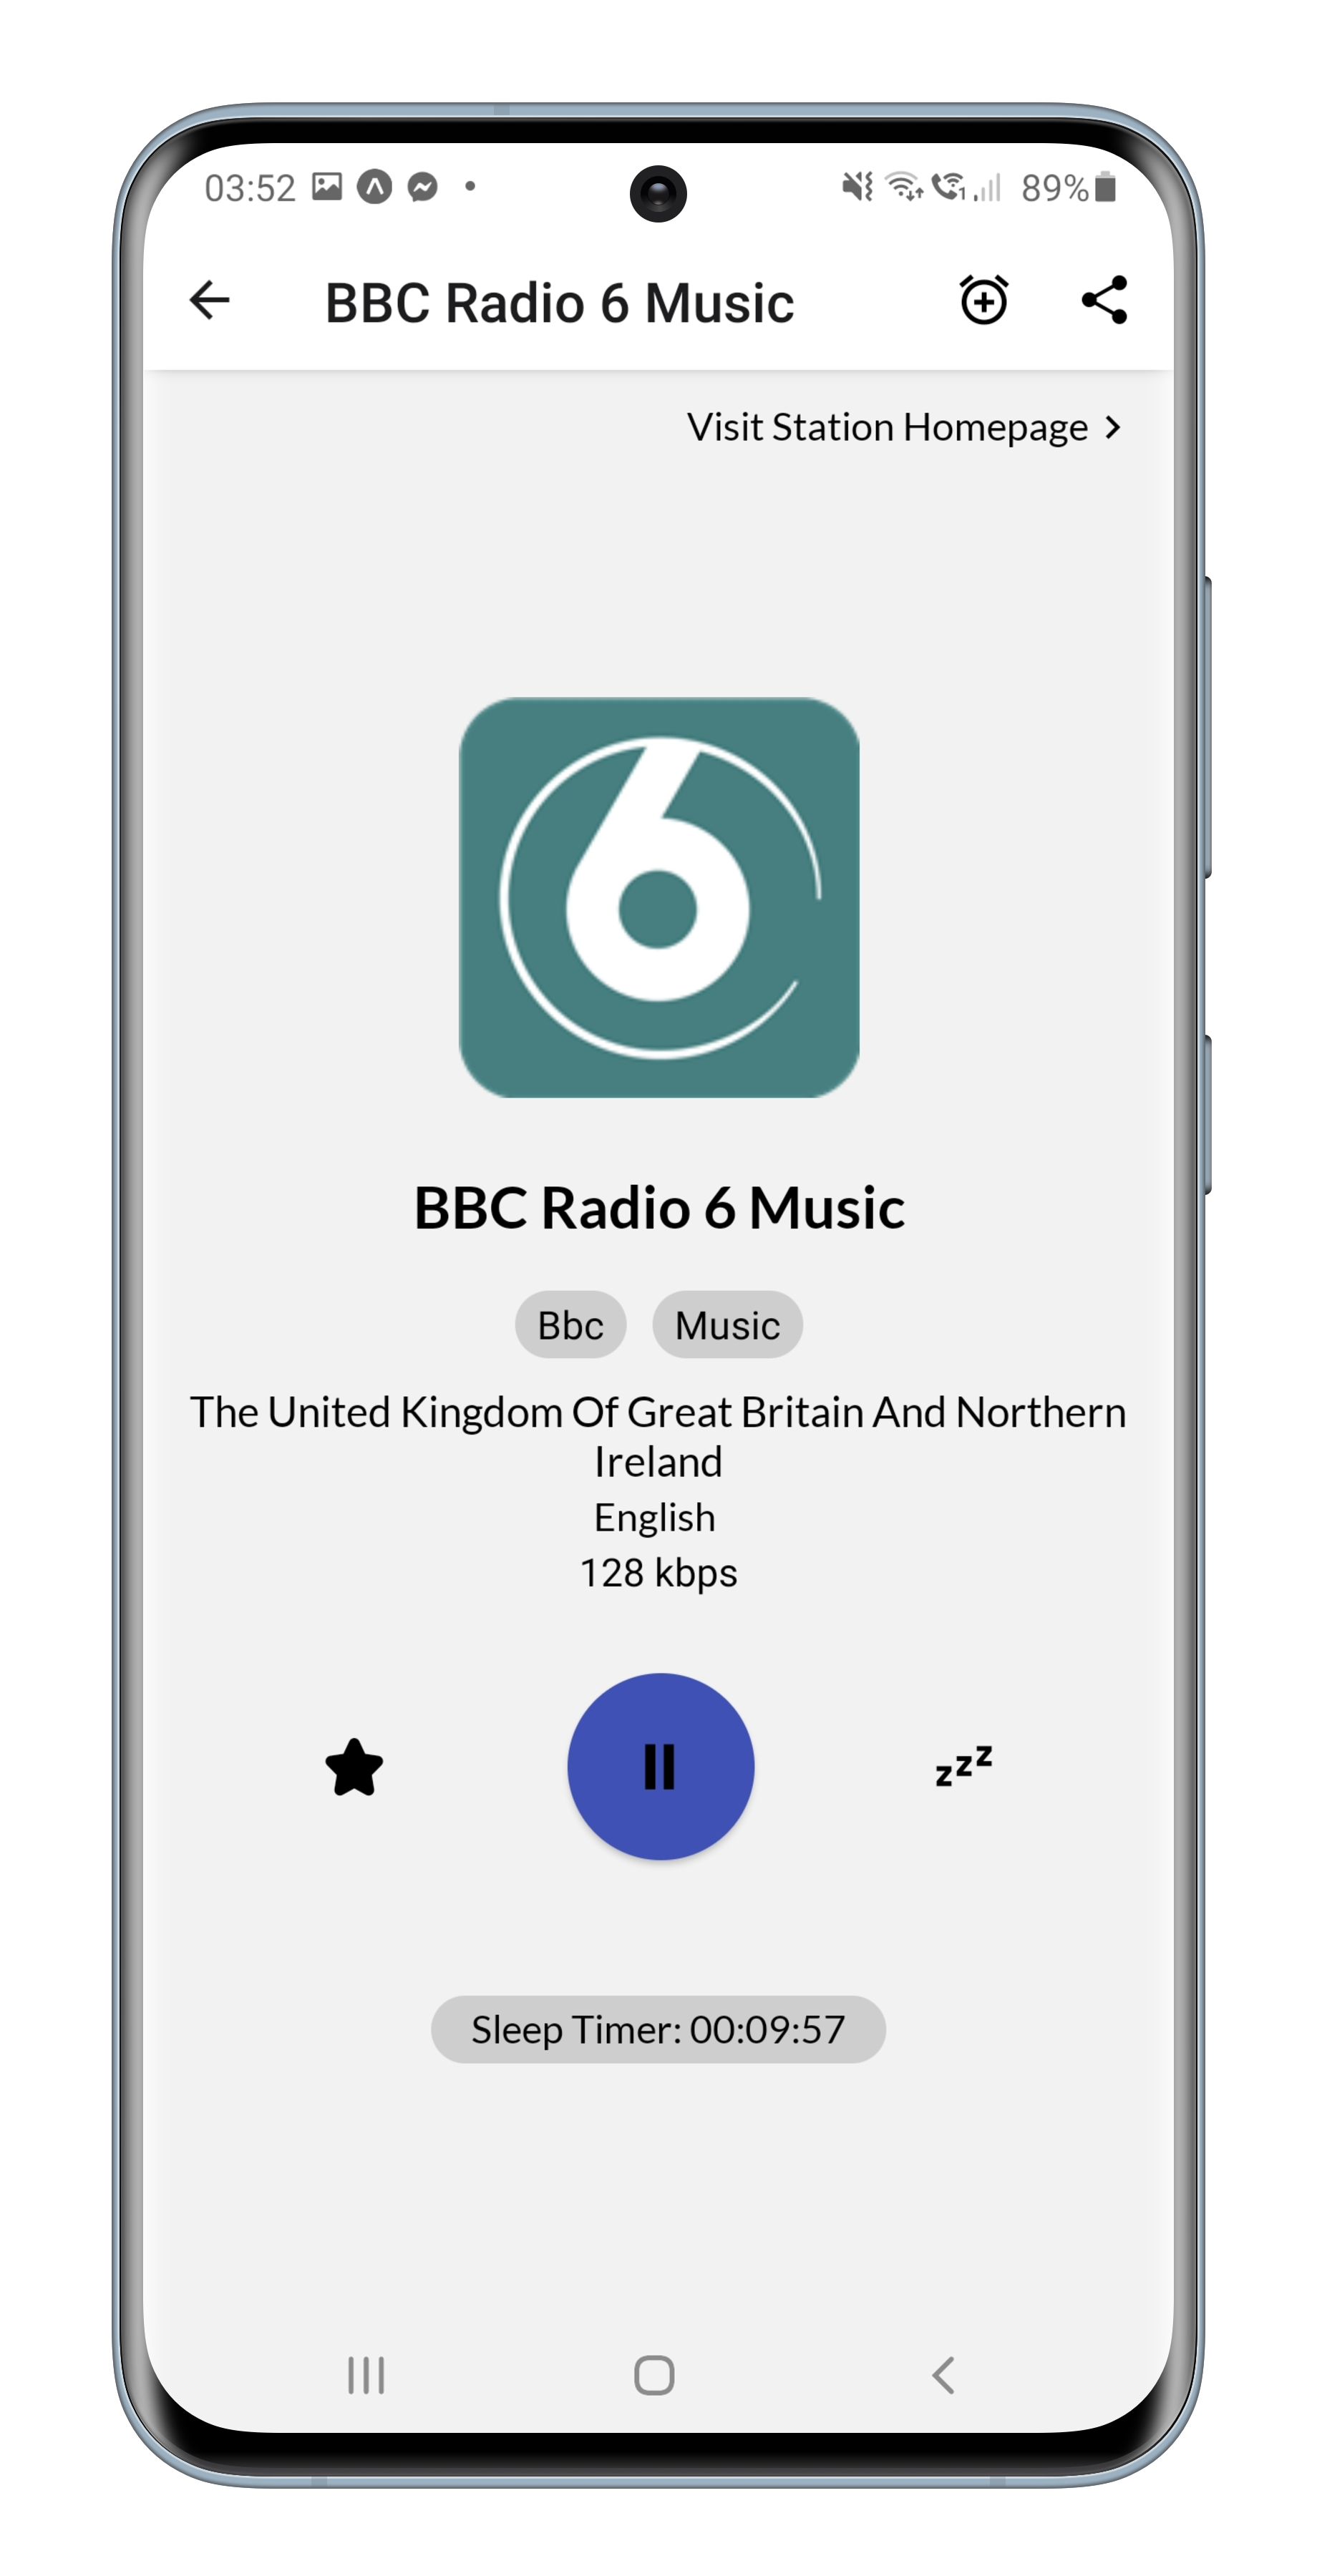 03:52 89%
BBC Radio 6 Music
Visit Station Homepage
6
BBC Radio 6 Music
Bbc Music
The United Kingdom Of Great Britain And Northern
Ireland
English
128 kbps
zzz
Sleep Timer: 00:09:57